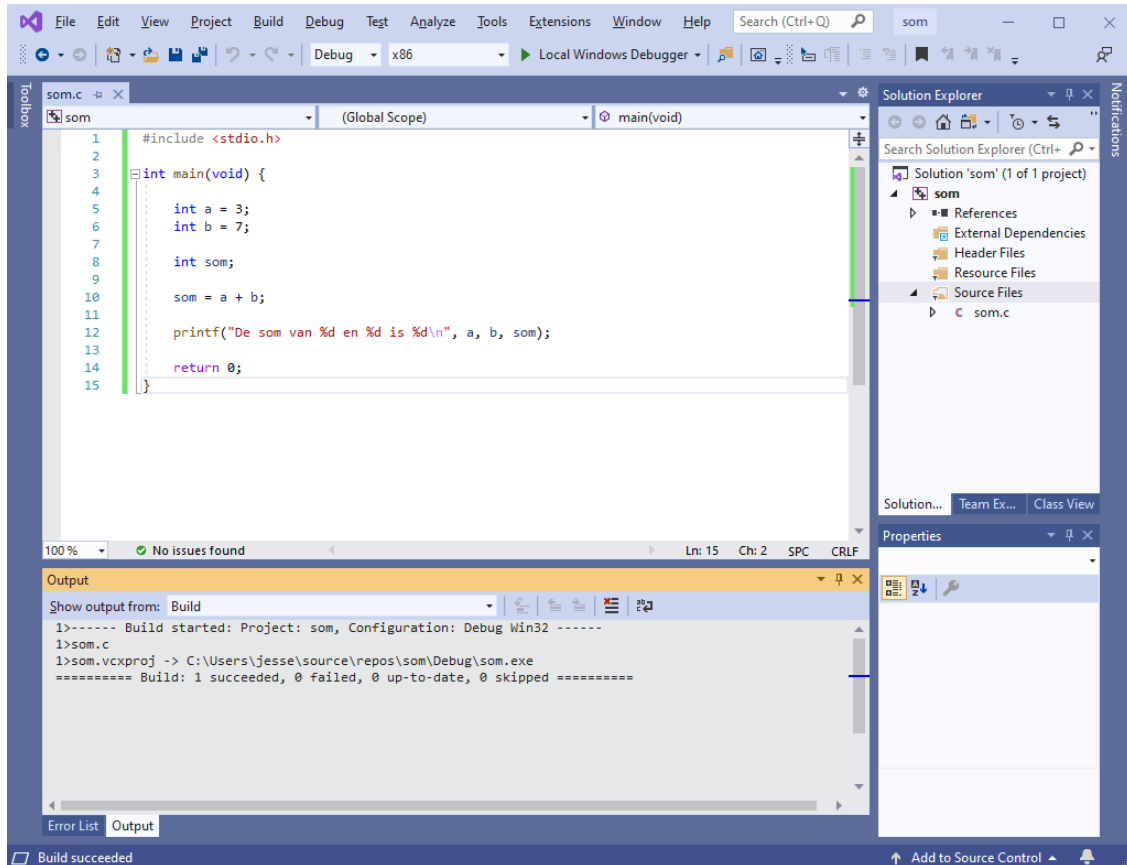 File Edit View Project Build Debug Test Analyze Tools Extensions Window Help Search (Ctrl+Q) som
Debug x86 Local Windows Debugger
Toolbox
som.c
som (Global Scope) main(void)
1 #include <stdio.h>
2
3 int main(void) {
4
5 int a = 3;
6 int b = 7;
7
8 int som;
9
10 som = a + b;
11
12 printf("De som van %d en %d is %d\n", a, b, som);
13
14 return 0;
15 }
100 % No issues found Ln: 15 Ch: 2 SPC CRLF
Output
Show output from: Build
1>------ Build started: Project: som, Configuration: Debug Win32 ------
1>som.c
1>som.vcxproj -> C:\Users\jesse\source\repos\som\Debug\som.exe
========== Build: 1 succeeded, 0 failed, 0 up-to-date, 0 skipped ==========
Error List Output
Solution Explorer
Search Solution Explorer (Ctrl+
Solution 'som' (1 of 1 project)
som
References
External Dependencies
Header Files
Resource Files
Source Files
C som.c
Solution... Team Ex... Class View
Properties
Notifications
Build succeeded Add to Source Control